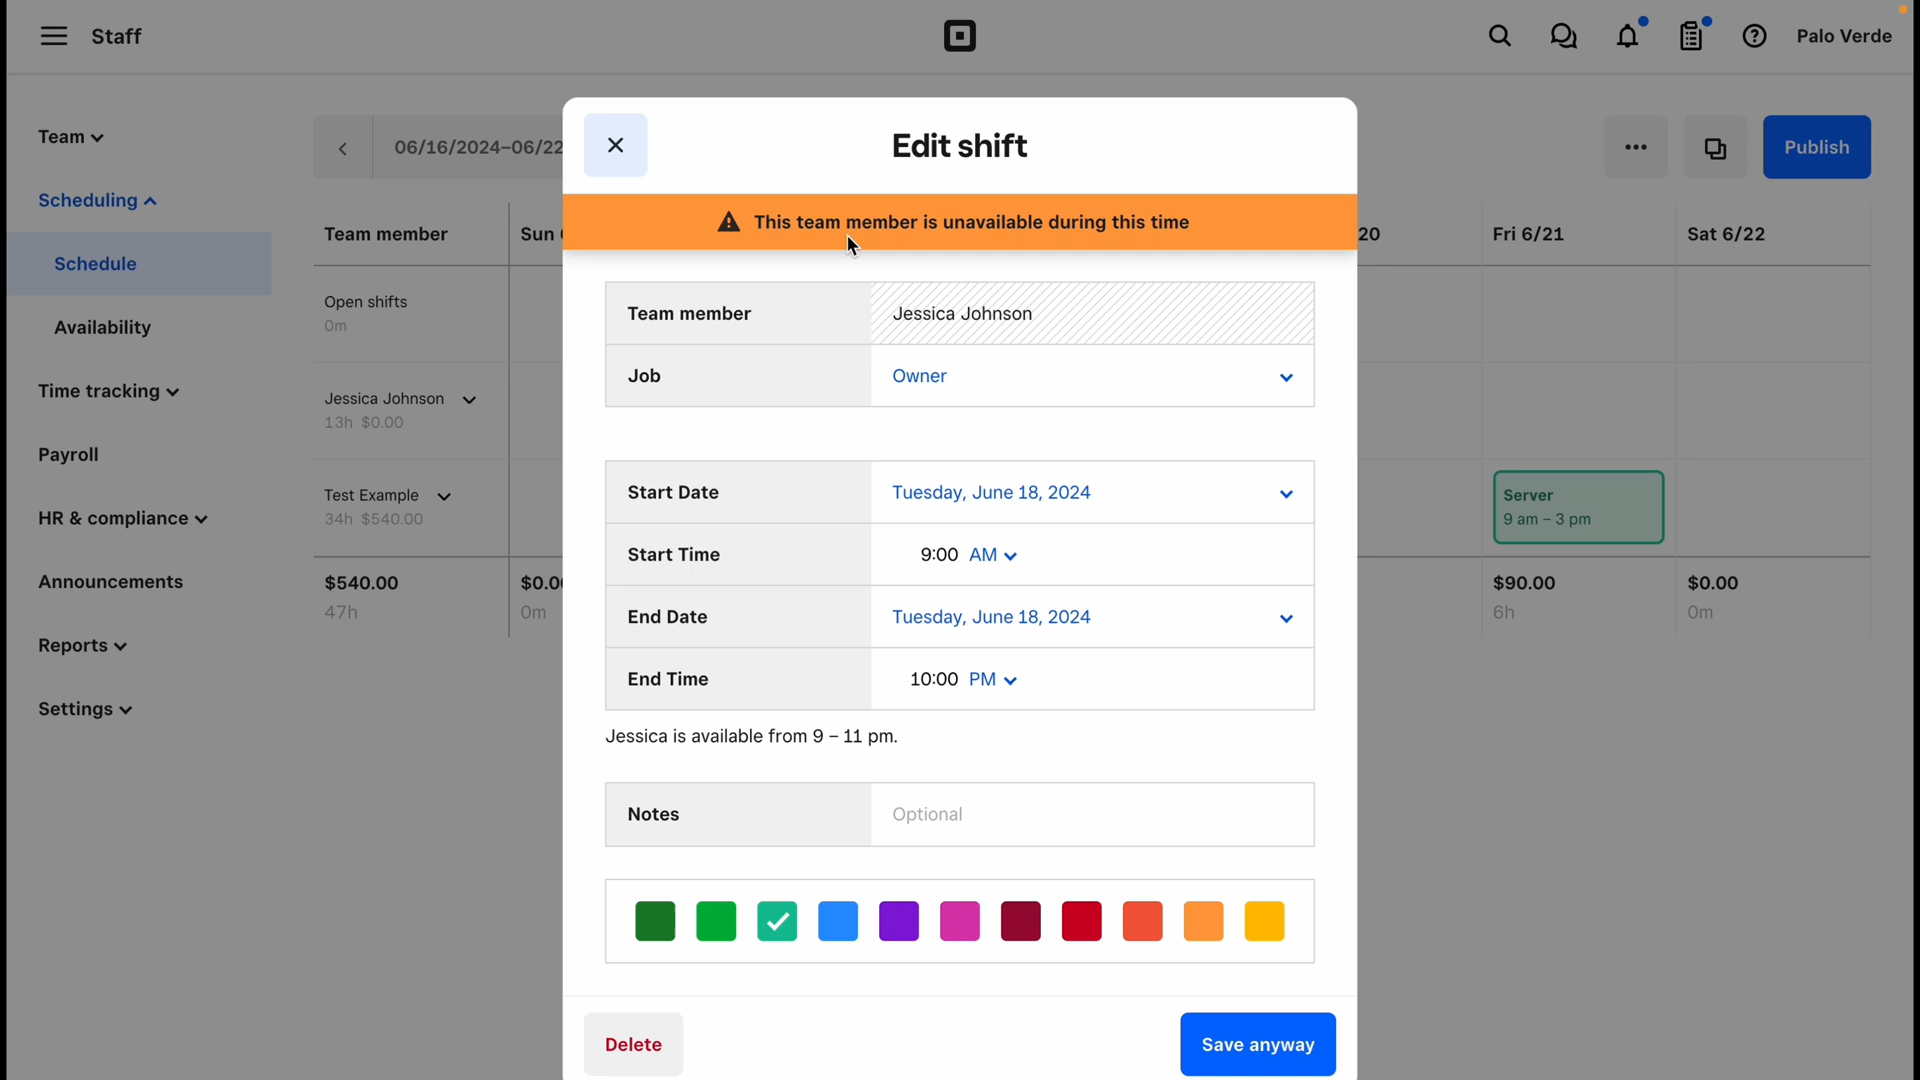 Staff
Palo Verde
Team
Scheduling
Schedule
Availability
Time tracking
Payroll
HR & compliance
Announcements
Reports
Settings
06/16/2024–06/22
Publish
Team member
Sun
20
Fri 6/21
Sat 6/22
Open shifts
0m
Jessica Johnson
13h $0.00
Test Example
34h $540.00
Server
9 am – 3 pm
$540.00
$0.0
$90.00
$0.00
47h
0m
6h
0m
Edit shift
This team member is unavailable during this time
Team member
Jessica Johnson
Job
Owner
Start Date
Tuesday, June 18, 2024
Start Time
9:00 AM
End Date
Tuesday, June 18, 2024
End Time
10:00 PM
Jessica is available from 9 – 11 pm.
Notes
Optional
Delete
Save anyway